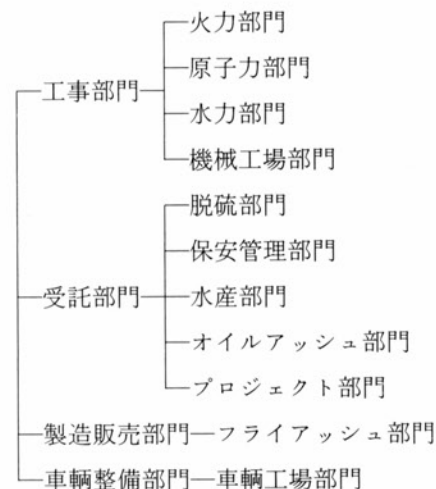 火力部門
原子力部門
工事部門
水力部門
機械工場部門
脱硫部門
保安管理部門
受託部門
水産部門
オイルアッシュ部門
プロジェクト部門
製造販売部門
フライアッシュ部門
車輌整備部門
車輌工場部門